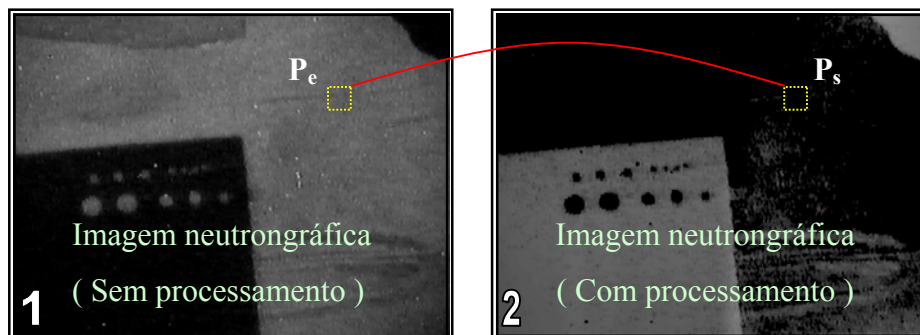 Pe
Imagem neutrongráfica
( Sem processamento )
1
Ps
Imagem neutrongráfica
( Com processamento )
2